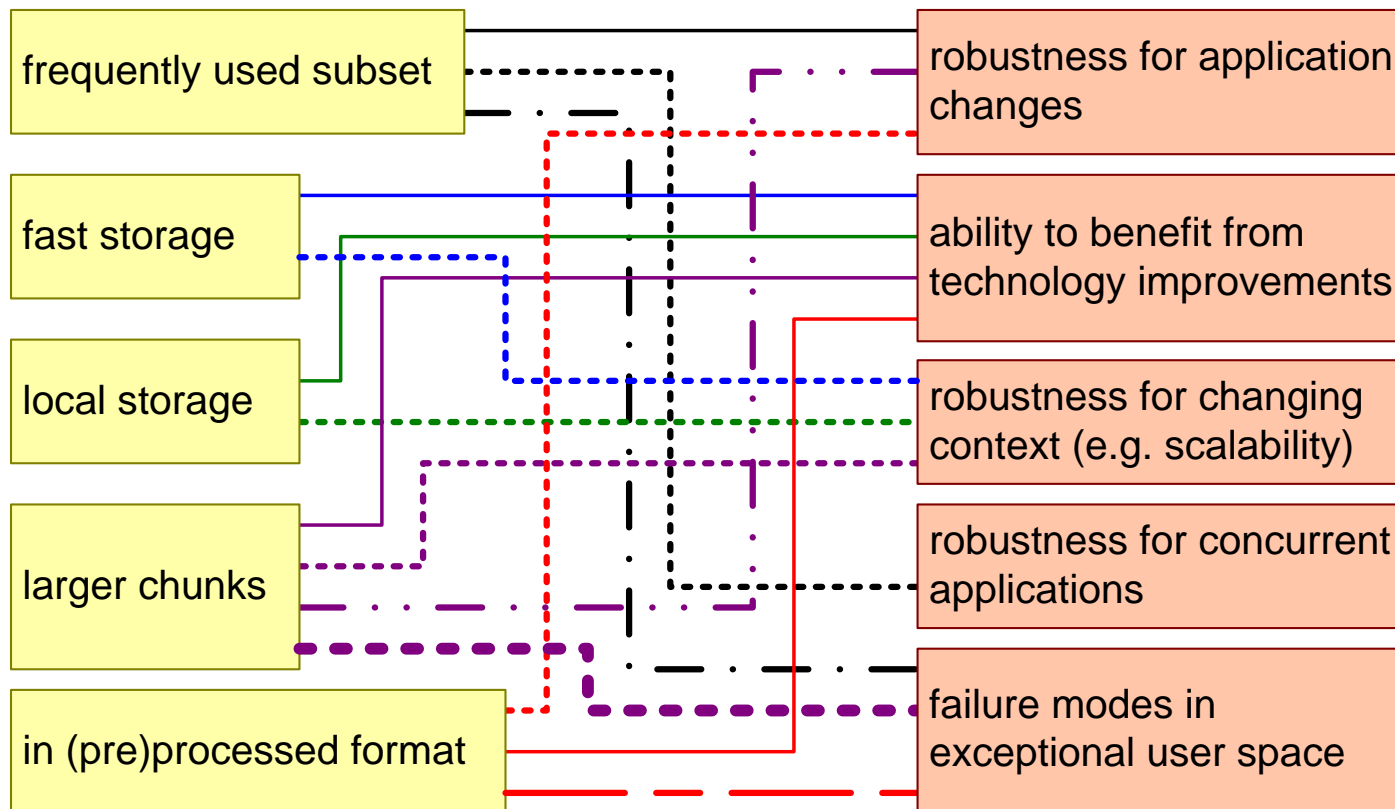 frequently used subset
fast storage
local storage
larger chunks
in (pre)processed format
robustness for application
changes
ability to benefit from
technology improvements
robustness for changing
context (e.g. scalability)
robustness for concurrent
applications
failure modes in
exceptional user space